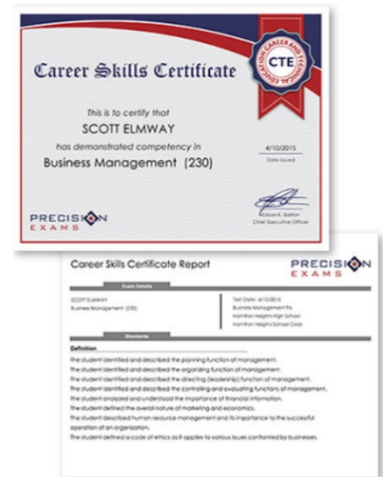 CAREER AND TECHNICAL EDUCATION
CTE
Career Skills Certificate
This is to certify that
SCOTT ELMWAY
has demonstrated competency in
Business Management (230)
4/10/2015
Date Issued
Chief Executive Officer
PRECISION
EXAMS
Career Skills Certificate Report
PRECISION
EXAMS
Exam Details
SCOTT ELMWAY
Business Management (230)
Test Date: 4/10/2015
Business Management
Hamilton Heights High School
Hamilton Heights School Corp
Standards
Definition
The student identified and described the planning function of management.
The student identified and described the organizing function of management.
The student identified and described the directing (leadership) function of management.
The student identified and described the controlling and evaluating functions of management.
The student analyzed and understood the importance of financial information.
The student defined the overall nature of marketing and economics.
The student described human resource management and its importance to the successful
operation of an organization.
The student defined a code of ethics as it applies to various issues confronted by businesses.